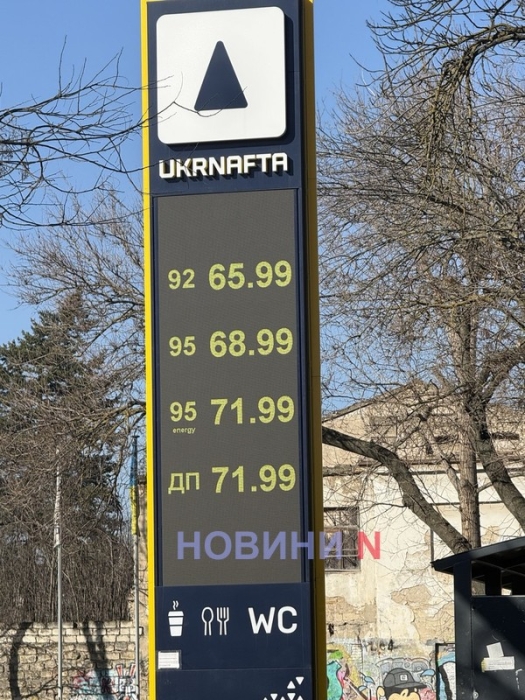 UKRNAFTA
92 65.99
95 68.99
95 71.99
energy
ДП 71.99
НОВИНИ N
WC